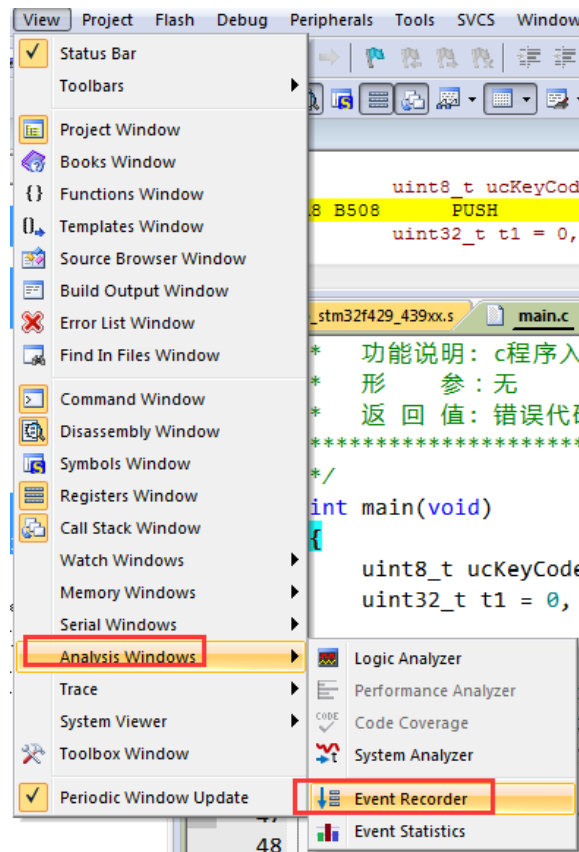 View Project Flash Debug Peripherals Tools SVCS Window
Status Bar
Toolbars
Project Window
Books Window
{} Functions Window
Templates Window
Source Browser Window
Build Output Window
Error List Window
Find In Files Window
Command Window
Disassembly Window
Symbols Window
Registers Window
Call Stack Window
Watch Windows
Memory Windows
Serial Windows
Analysis Windows
Trace
System Viewer
Toolbox Window
Periodic Window Update
Logic Analyzer
Performance Analyzer
CODE
Code Coverage
System Analyzer
Event Recorder
Event Statistics
uint8_t ucKeyCod
8 B508 PUSH
uint32_t t1 = 0,
_stm32f429_439xx.s main.c
* 功能说明: c程序入
* 形 参:无
* 返 回 值: 错误代码
*/
int main(void)
{
uint8_t ucKeyCode
uint32_t t1 = 0,
48